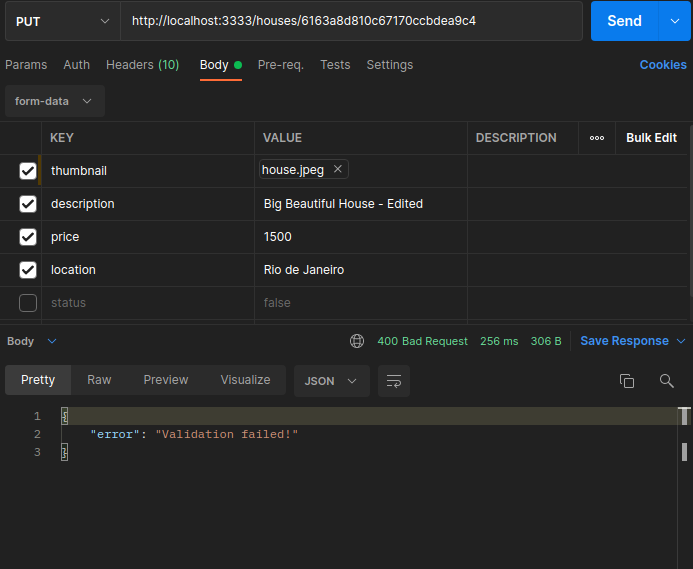 PUT http://localhost:3333/houses/6163a8d810c67170ccbdea9c4 Send
Params Auth Headers (10) Body Pre-req. Tests Settings Cookies
form-data
KEY VALUE DESCRIPTION ooo Bulk Edit
thumbnail house.jpeg ×
description Big Beautiful House - Edited
price 1500
location Rio de Janeiro
status false
Body 400 Bad Request 256 ms 306 B Save Response
Pretty Raw Preview Visualize JSON
1 {
2 "error": "Validation failed!"
3 }